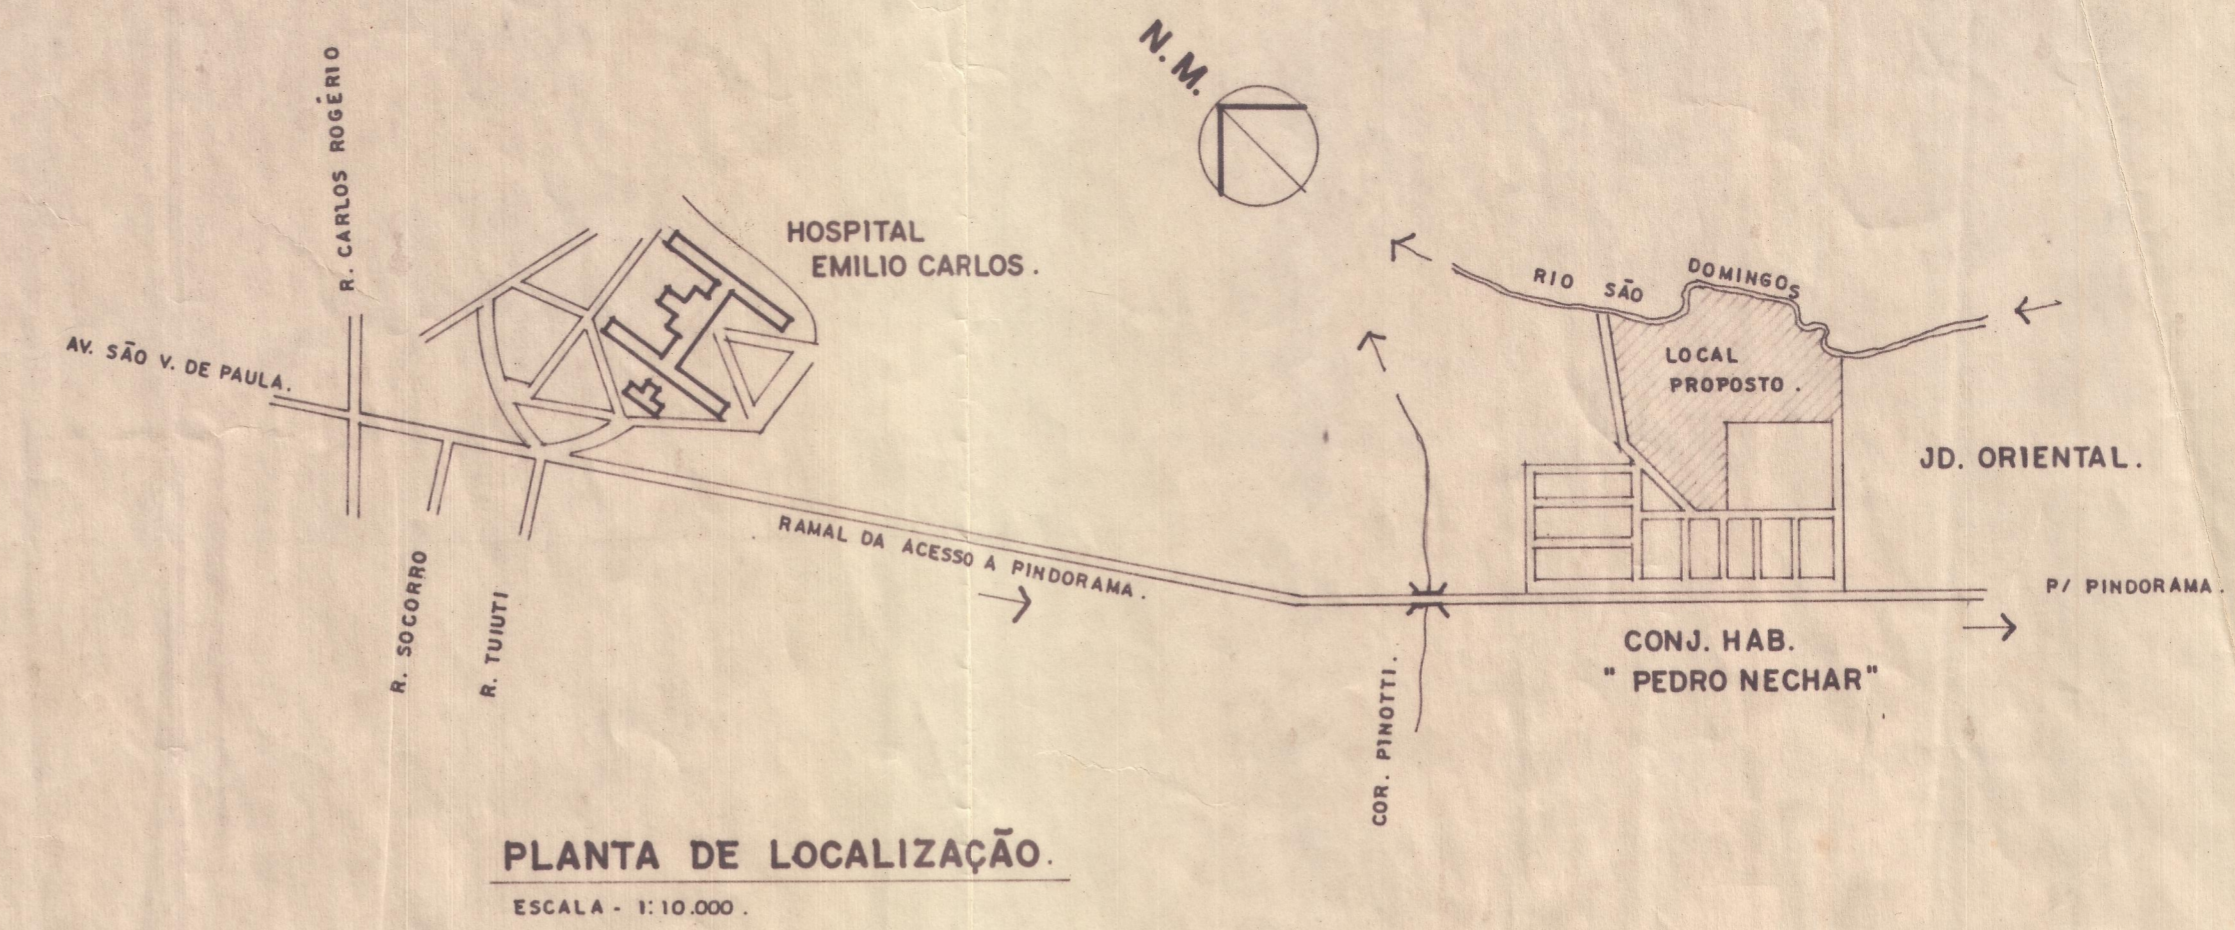 N. M.
R. CARLOS ROGÉRIO
HOSPITAL
EMILIO CARLOS.
RIO SÃO DOMINGOS
AV. SÃO V. DE PAULA.
LOCAL
PROPOSTO.
JD. ORIENTAL.
RAMAL DA ACESSO A PINDORAMA.
P/ PINDORAMA.
R. SOCORRO
R. TUIUTI
CONJ. HAB.
" PEDRO NECHAR"
COR. PINOTTI.
PLANTA DE LOCALIZAÇÃO.
ESCALA - 1:10.000.